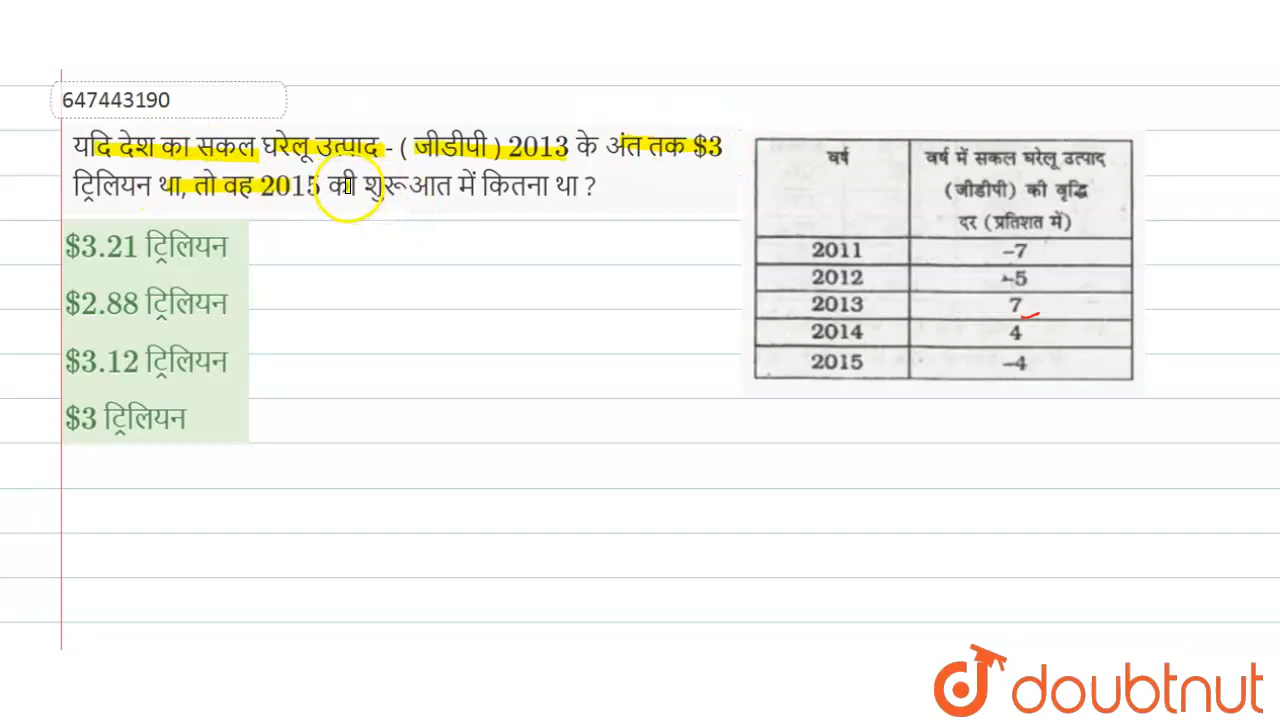 647443190
यदि देश का सकल घरेलू उत्पाद - ( जीडीपी ) 2013 के अंत तक $3
ट्रिलियन था, तो वह 2015 की शुरूआत में कितना था ?
$3.21 ट्रिलियन
$2.88 ट्रिलियन
$3.12 ट्रिलियन
$3 ट्रिलियन
वर्ष वर्ष में सकल घरेलू उत्पाद
(जीडीपी) की वृद्धि
दर (प्रतिशत में)
2011 –7
2012 –5
2013 7
2014 4
2015 –4
doubtnut